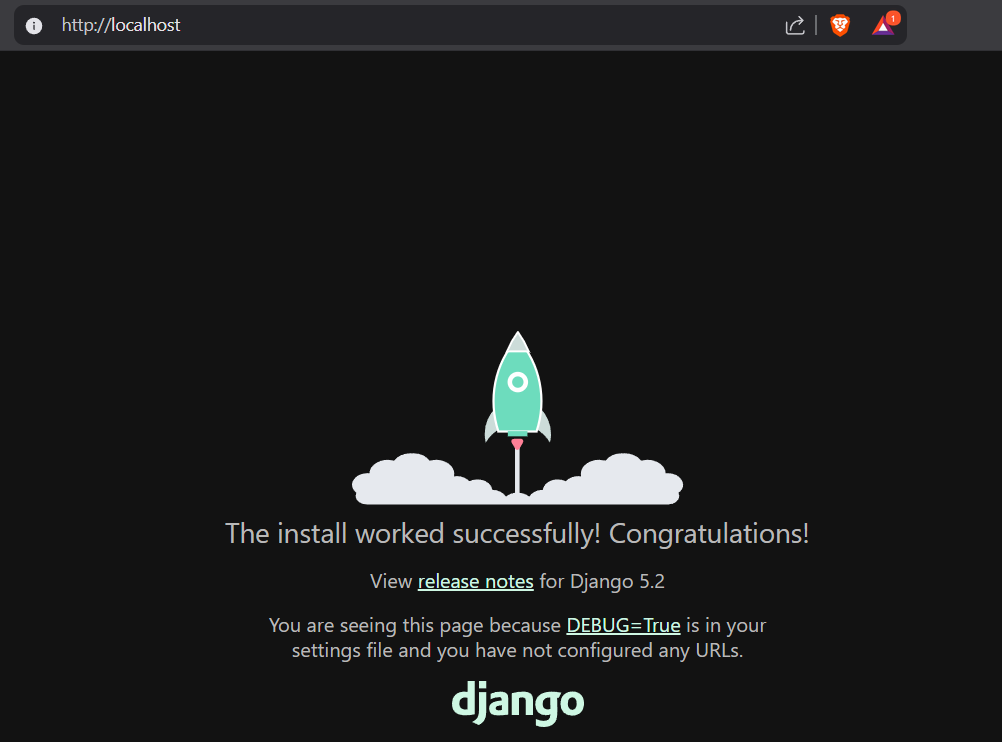 http://localhost
1
The install worked successfully! Congratulations!
View release notes for Django 5.2
You are seeing this page because DEBUG=True is in your
settings file and you have not configured any URLs.
django